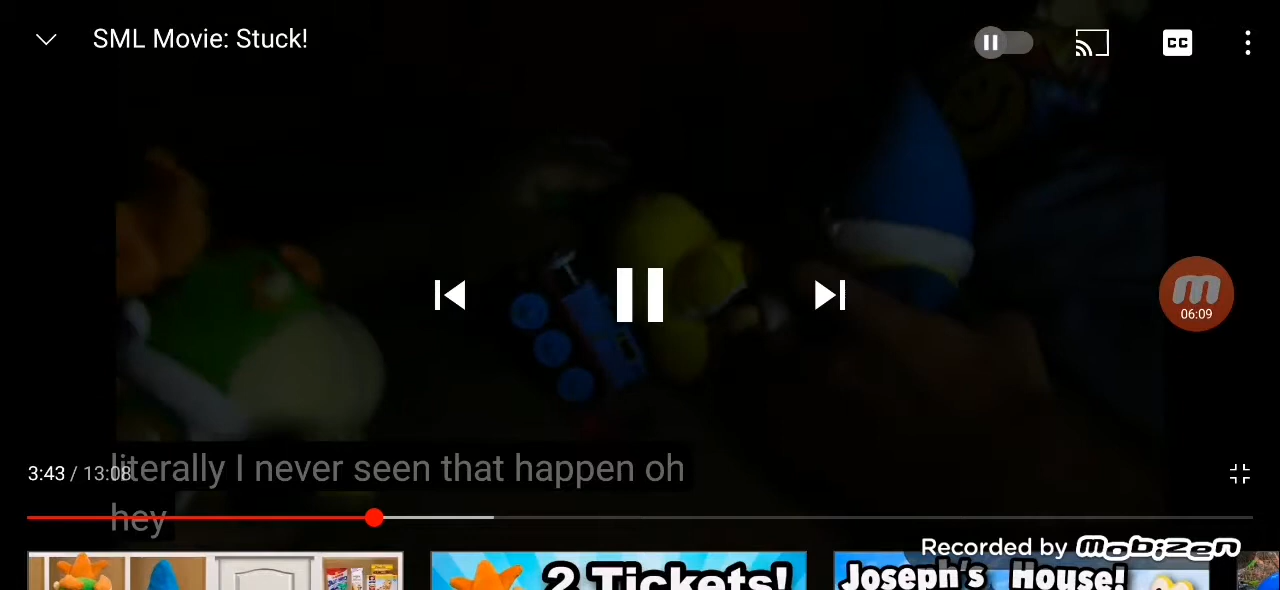 SML Movie: Stuck!
CC
m
06:09
literally I never seen that happen oh
3:43 / 13:08
hey
Recorded by mobizen
2 Tickets!
Joseph's House!